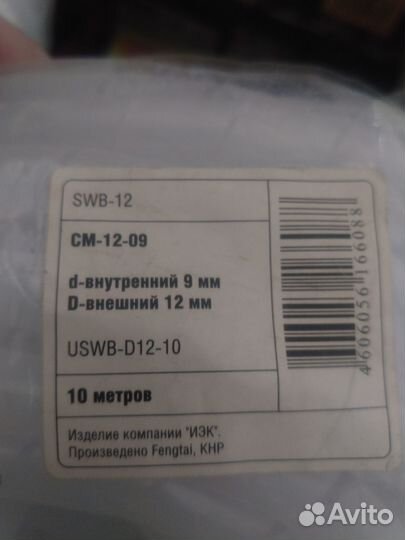 SWB-12
СМ-12-09
d-внутренний 9 мм
D-внешний 12 мм
USWB-D12-10
10 метров
Изделие компании "ИЭК".
Произведено Fengtai, КНР
4606056166088
Avito